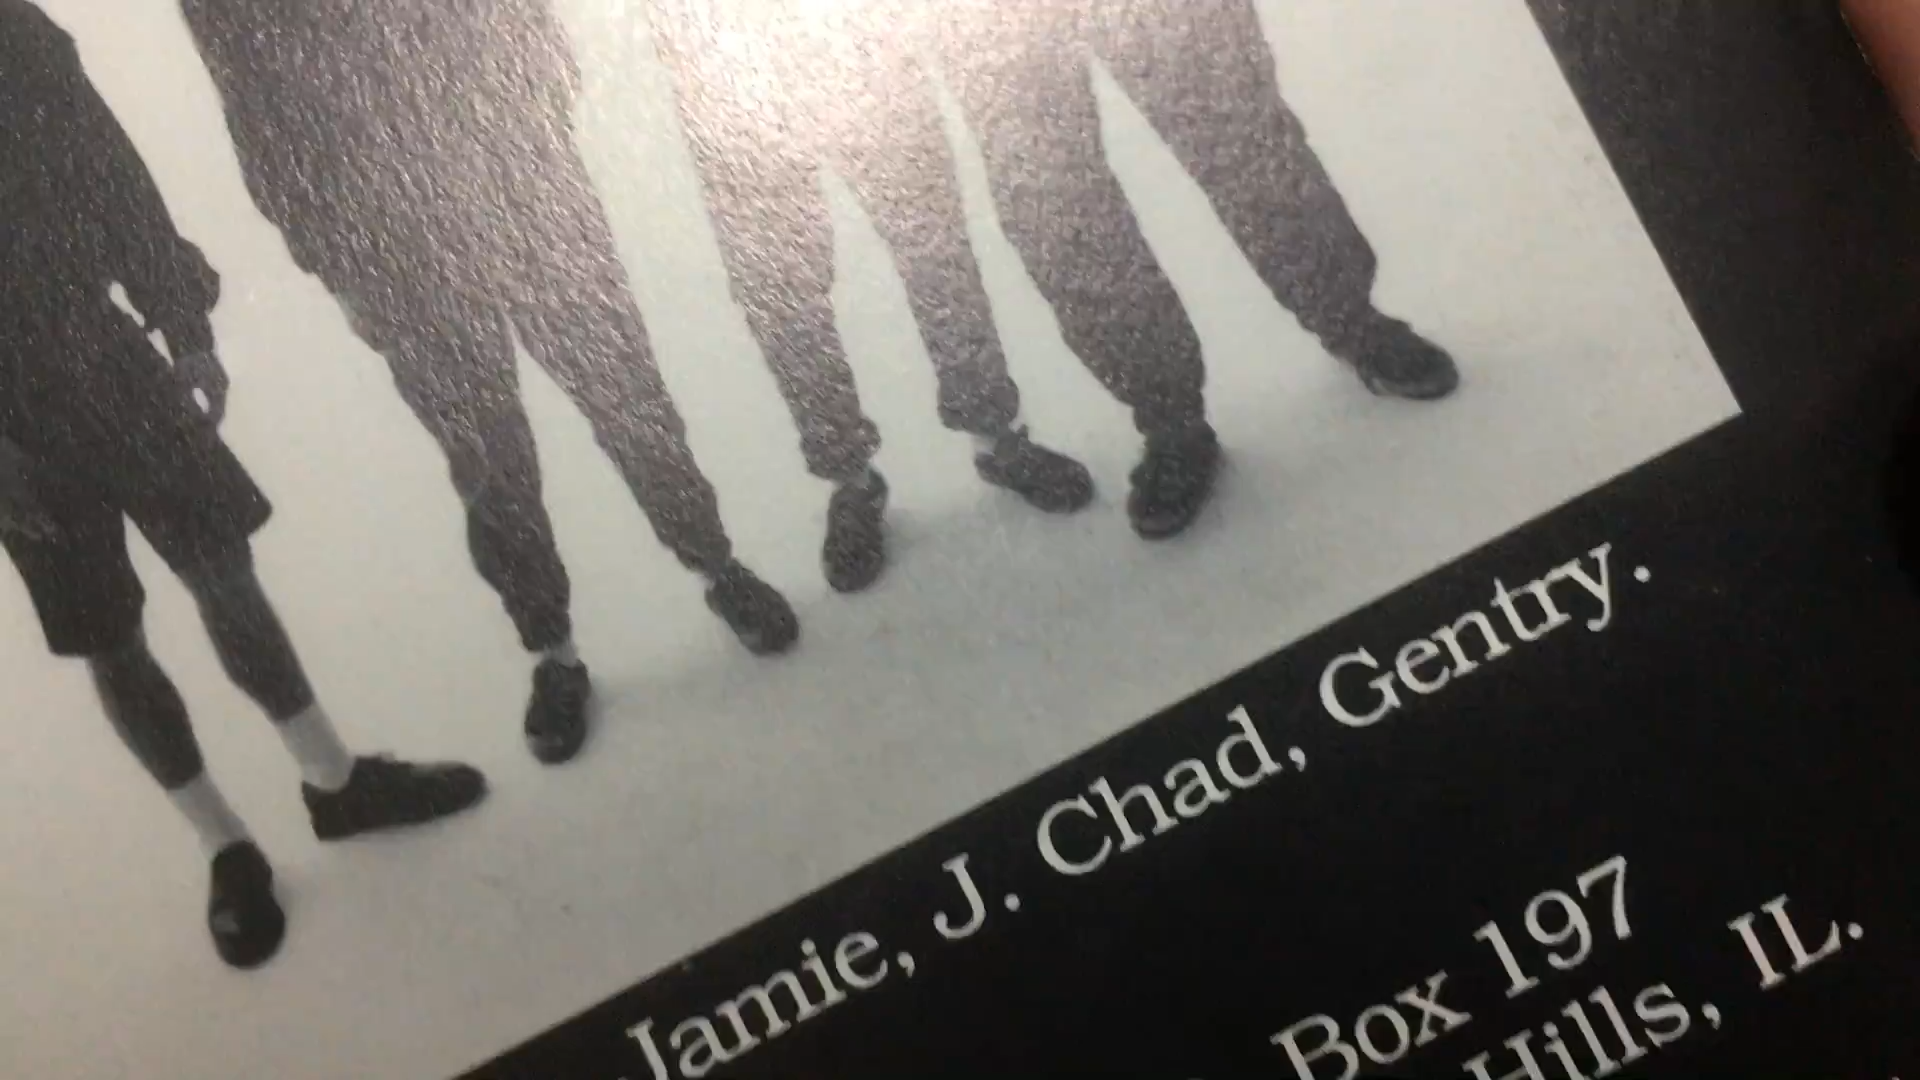 Jamie, J. Chad, Gentry.
Box 197
Hills, IL.